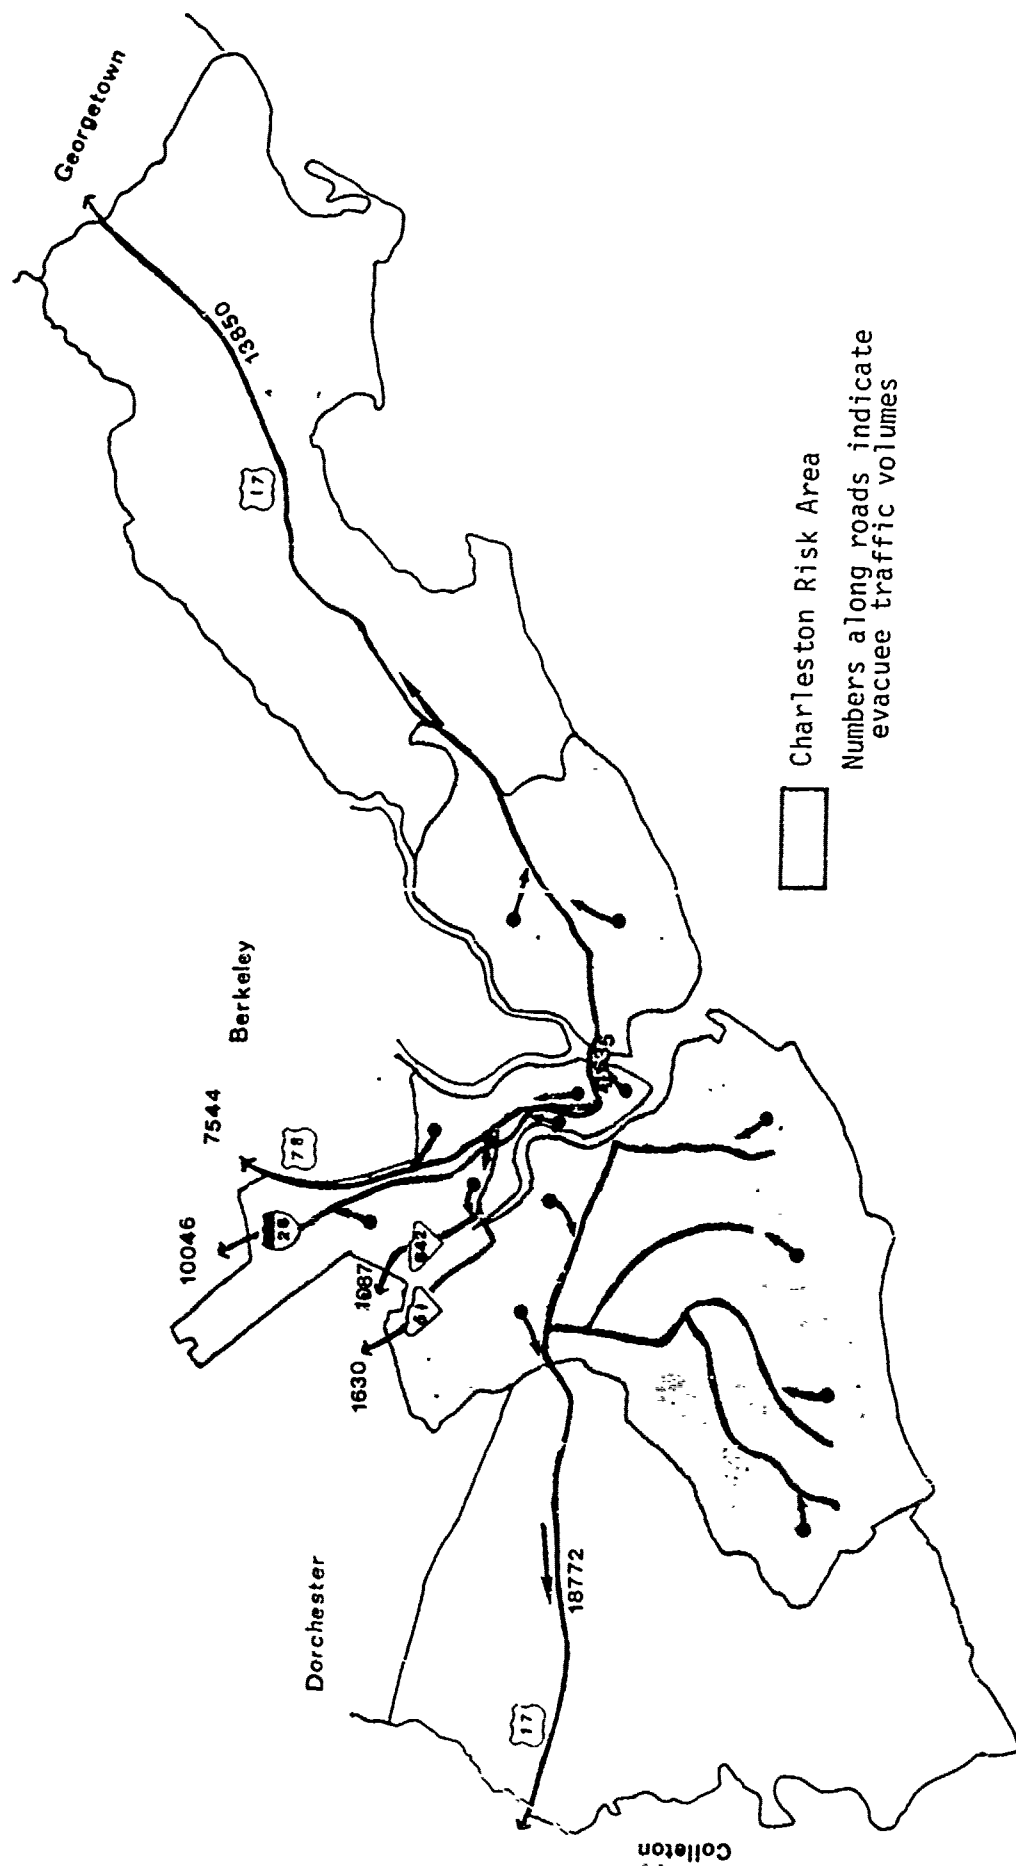 Georgetown
13850
17
Berkeley
7544
78
10046
26
1087
642
1630
61
Dorchester
18772
17
Colleton
Charleston Risk Area
Numbers along roads indicate
evacuee traffic volumes